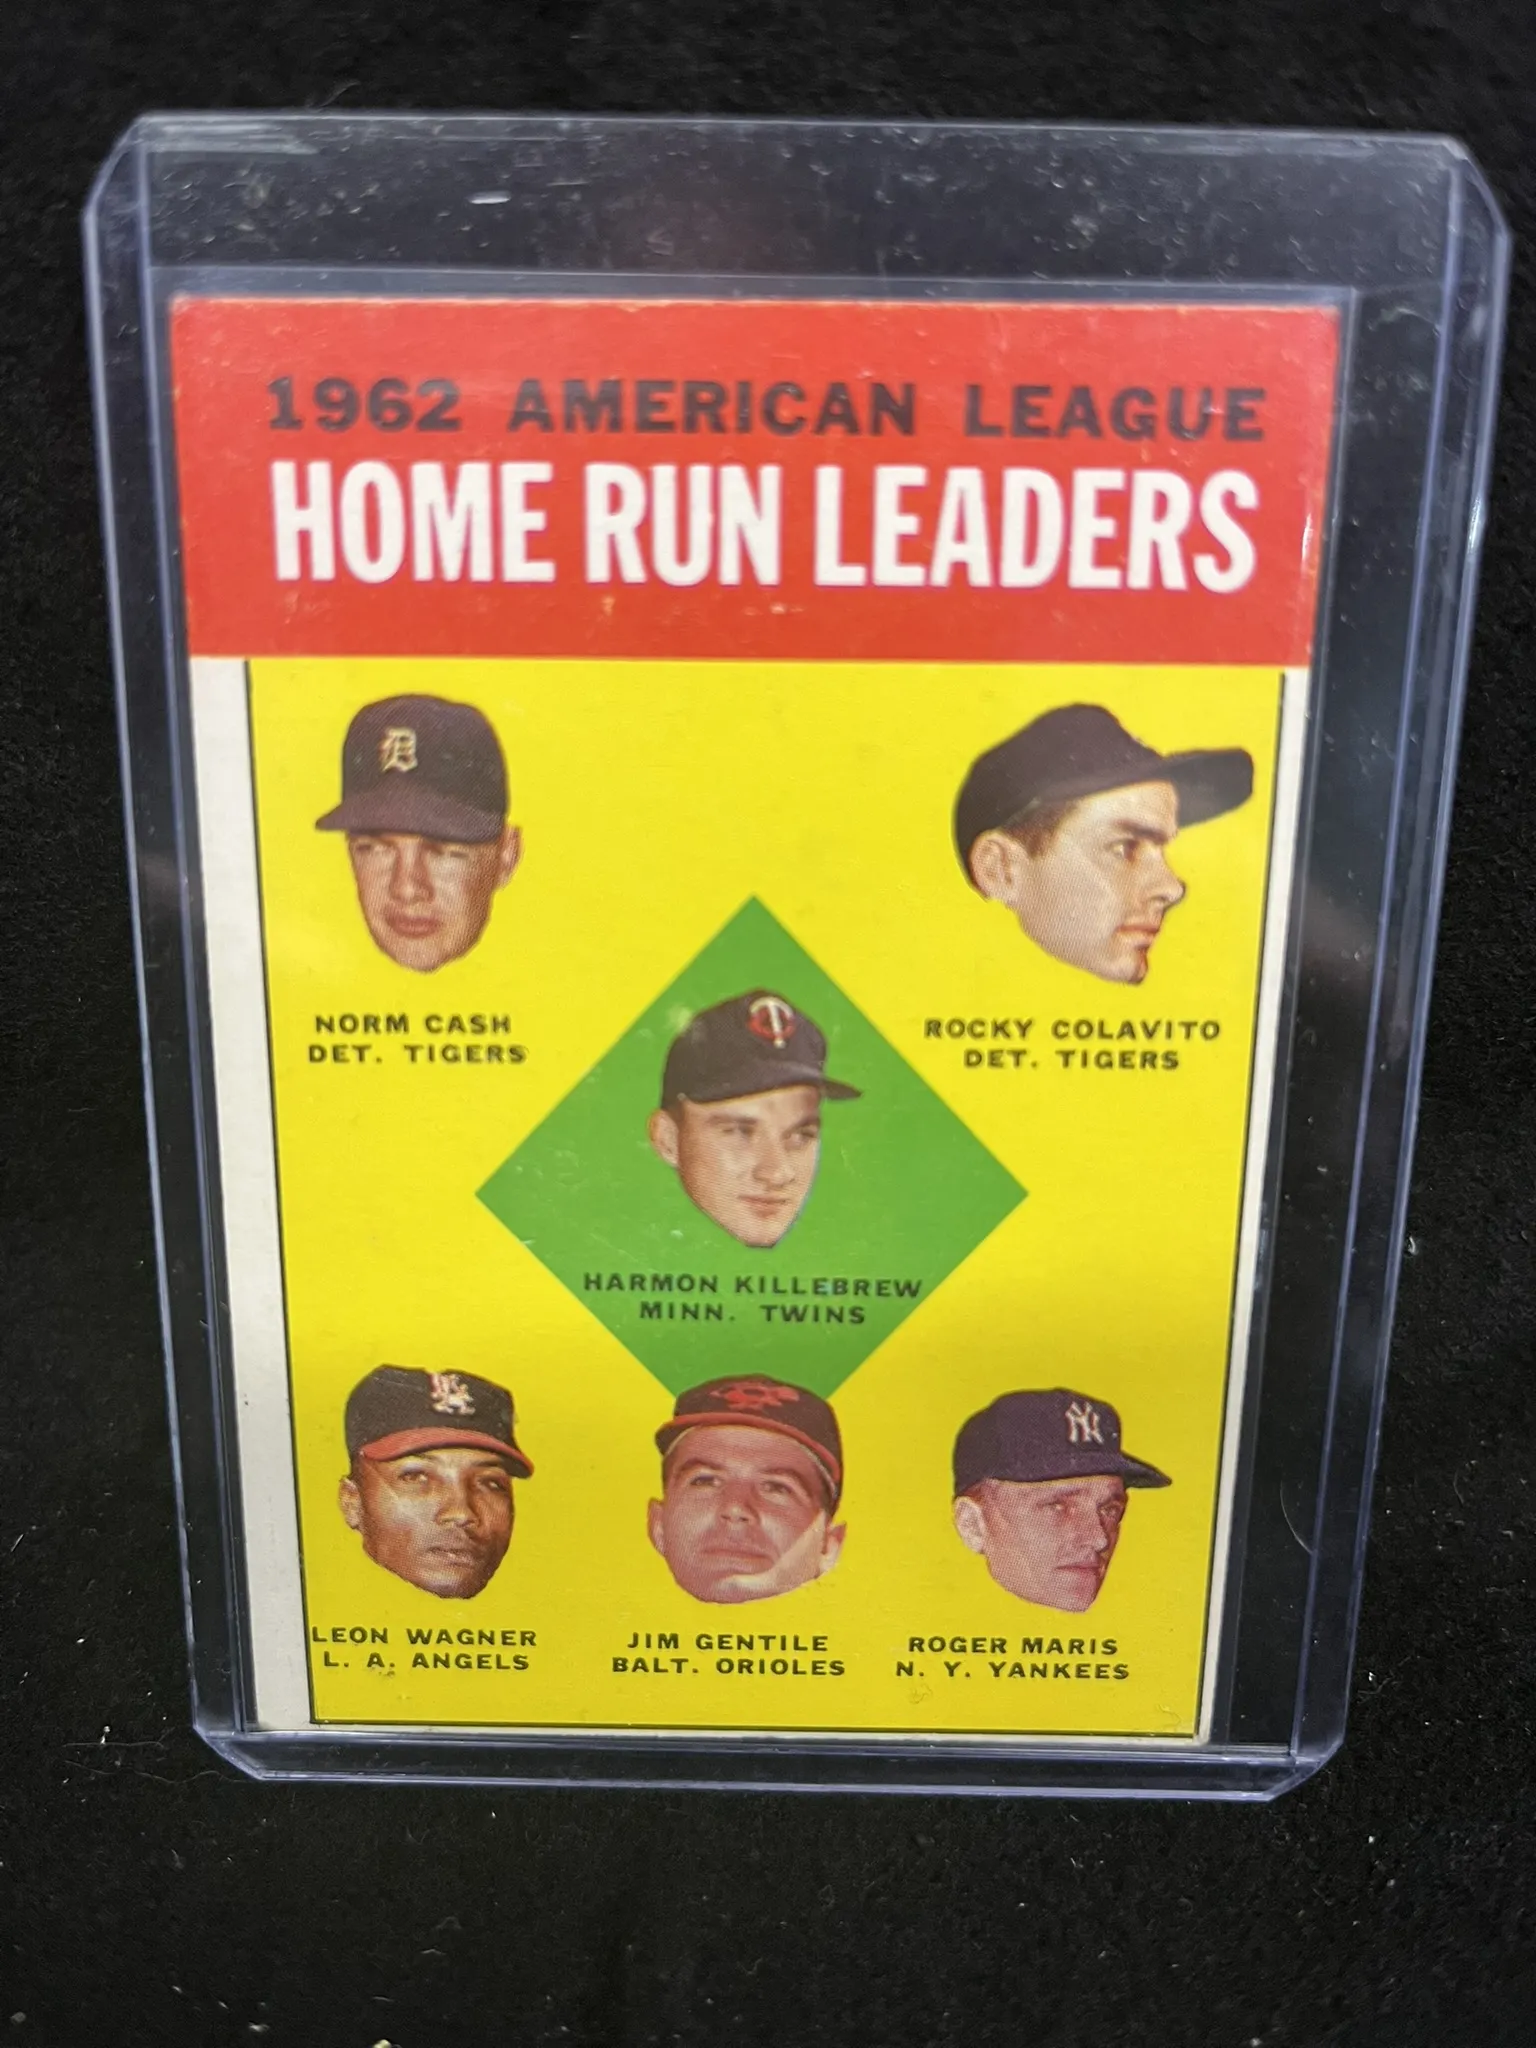 1962 AMERICAN LEAGUE
HOME RUN LEADERS
NORM CASH
DET. TIGERS
ROCKY COLAVITO
DET. TIGERS
HARMON KILLEBREW
MINN. TWINS
LEON WAGNER
L. A. ANGELS
JIM GENTILE
BALT. ORIOLES
ROGER MARIS
N. Y. YANKEES